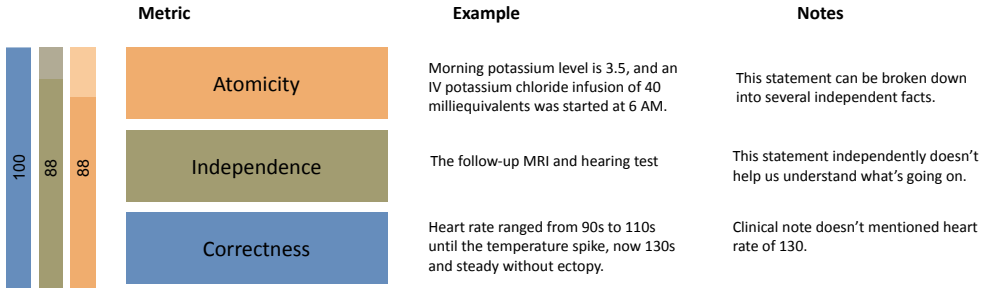 Metric
Example
Notes
100
88
88
Atomicity
Morning potassium level is 3.5, and an
IV potassium chloride infusion of 40
milliequivalents was started at 6 AM.
This statement can be broken down
into several independent facts.
Independence
The follow-up MRI and hearing test
This statement independently doesn’t
help us understand what’s going on.
Correctness
Heart rate ranged from 90s to 110s
until the temperature spike, now 130s
and steady without ectopy.
Clinical note doesn’t mentioned heart
rate of 130.